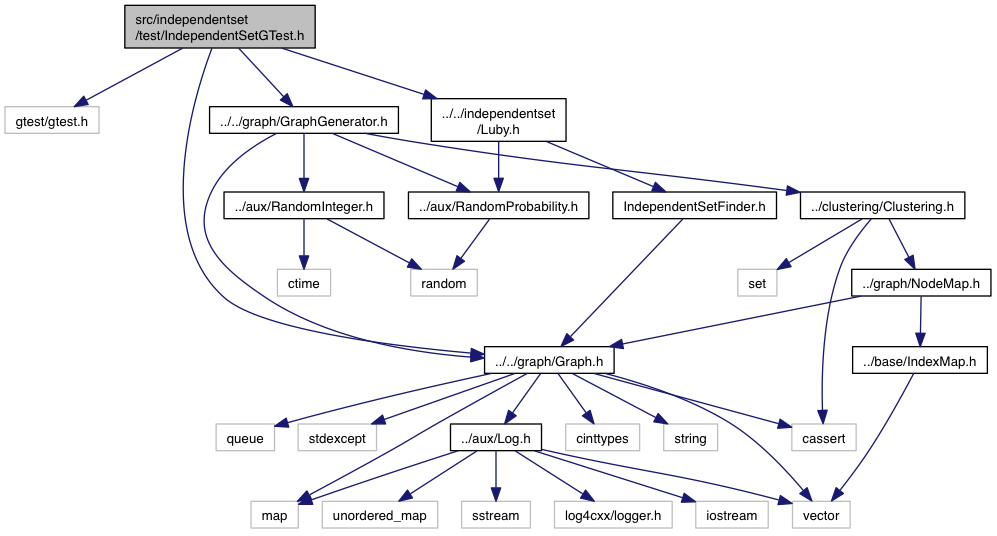 src/independentset
/test/IndependentSetGTest.h
gtest/gtest.h
../../graph/GraphGenerator.h
../../independentset
/Luby.h
../aux/RandomInteger.h
../aux/RandomProbability.h
IndependentSetFinder.h
../clustering/Clustering.h
ctime
random
set
../graph/NodeMap.h
../../graph/Graph.h
../base/IndexMap.h
queue
stdexcept
../aux/Log.h
cinttypes
string
cassert
map
unordered_map
sstream
log4cxx/logger.h
iostream
vector